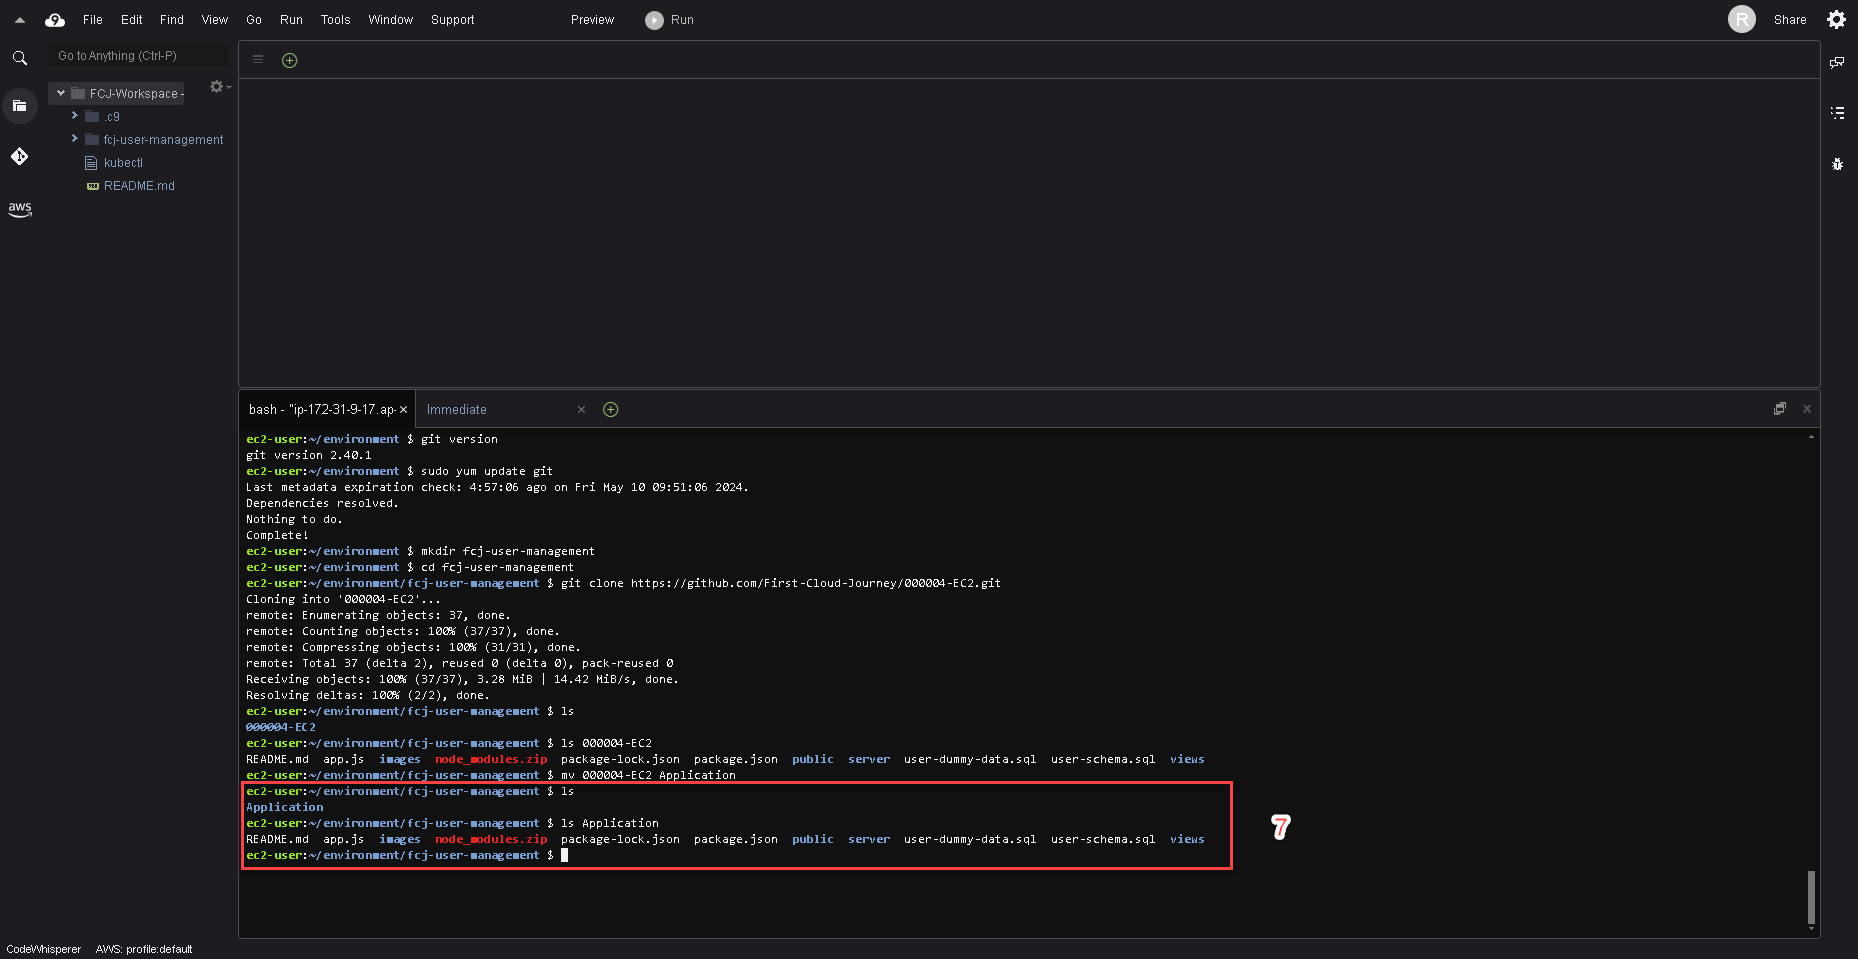 File Edit Find View Go Run Tools Window Support Preview Run R Share
Go to Anything (Ctrl-P)
FCJ-Workspace -
.c9
fcj-user-management
kubectl
README.md
aws
bash - "ip-172-31-9-17.ap- Immediate
ec2-user:~/environment $ git version
git version 2.40.1
ec2-user:~/environment $ sudo yum update git
Last metadata expiration check: 4:57:06 ago on Fri May 10 09:51:06 2024.
Dependencies resolved.
Nothing to do.
Complete!
ec2-user:~/environment $ mkdir fcj-user-management
ec2-user:~/environment $ cd fcj-user-management
ec2-user:~/environment/fcj-user-management $ git clone https://github.com/First-Cloud-Journey/000004-EC2.git
Cloning into '000004-EC2'...
remote: Enumerating objects: 37, done.
remote: Counting objects: 100% (37/37), done.
remote: Compressing objects: 100% (31/31), done.
remote: Total 37 (delta 2), reused 0 (delta 0), pack-reused 0
Receiving objects: 100% (37/37), 3.28 MiB | 14.42 MiB/s, done.
Resolving deltas: 100% (2/2), done.
ec2-user:~/environment/fcj-user-management $ ls
000004-EC2
ec2-user:~/environment/fcj-user-management $ ls 000004-EC2
README.md app.js images node_modules.zip package-lock.json package.json public server user-dummy-data.sql user-schema.sql views
ec2-user:~/environment/fcj-user-management $ mv 000004-EC2 Application
ec2-user:~/environment/fcj-user-management $ ls
Application
ec2-user:~/environment/fcj-user-management $ ls Application
README.md app.js images node_modules.zip package-lock.json package.json public server user-dummy-data.sql user-schema.sql views
ec2-user:~/environment/fcj-user-management $
7
CodeWhisperer AWS: profile:default